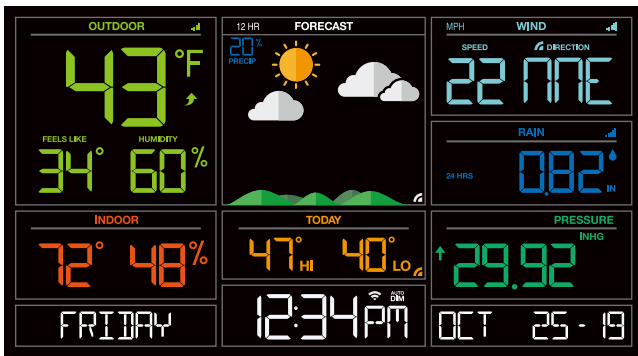 OUTDOOR
43°F
FEELS LIKE HUMIDITY
34° 60%
12 HR FORECAST
20%
PRECIP
MPH WIND
SPEED DIRECTION
22 NNE
RAIN
24 HRS 0.82 IN
INDOOR
72° 48%
TODAY
47° HI 40° LO
PRESSURE
INHG
29.92
FRIDAY
AUTO
DIM
12:34 PM
OCT 25-19